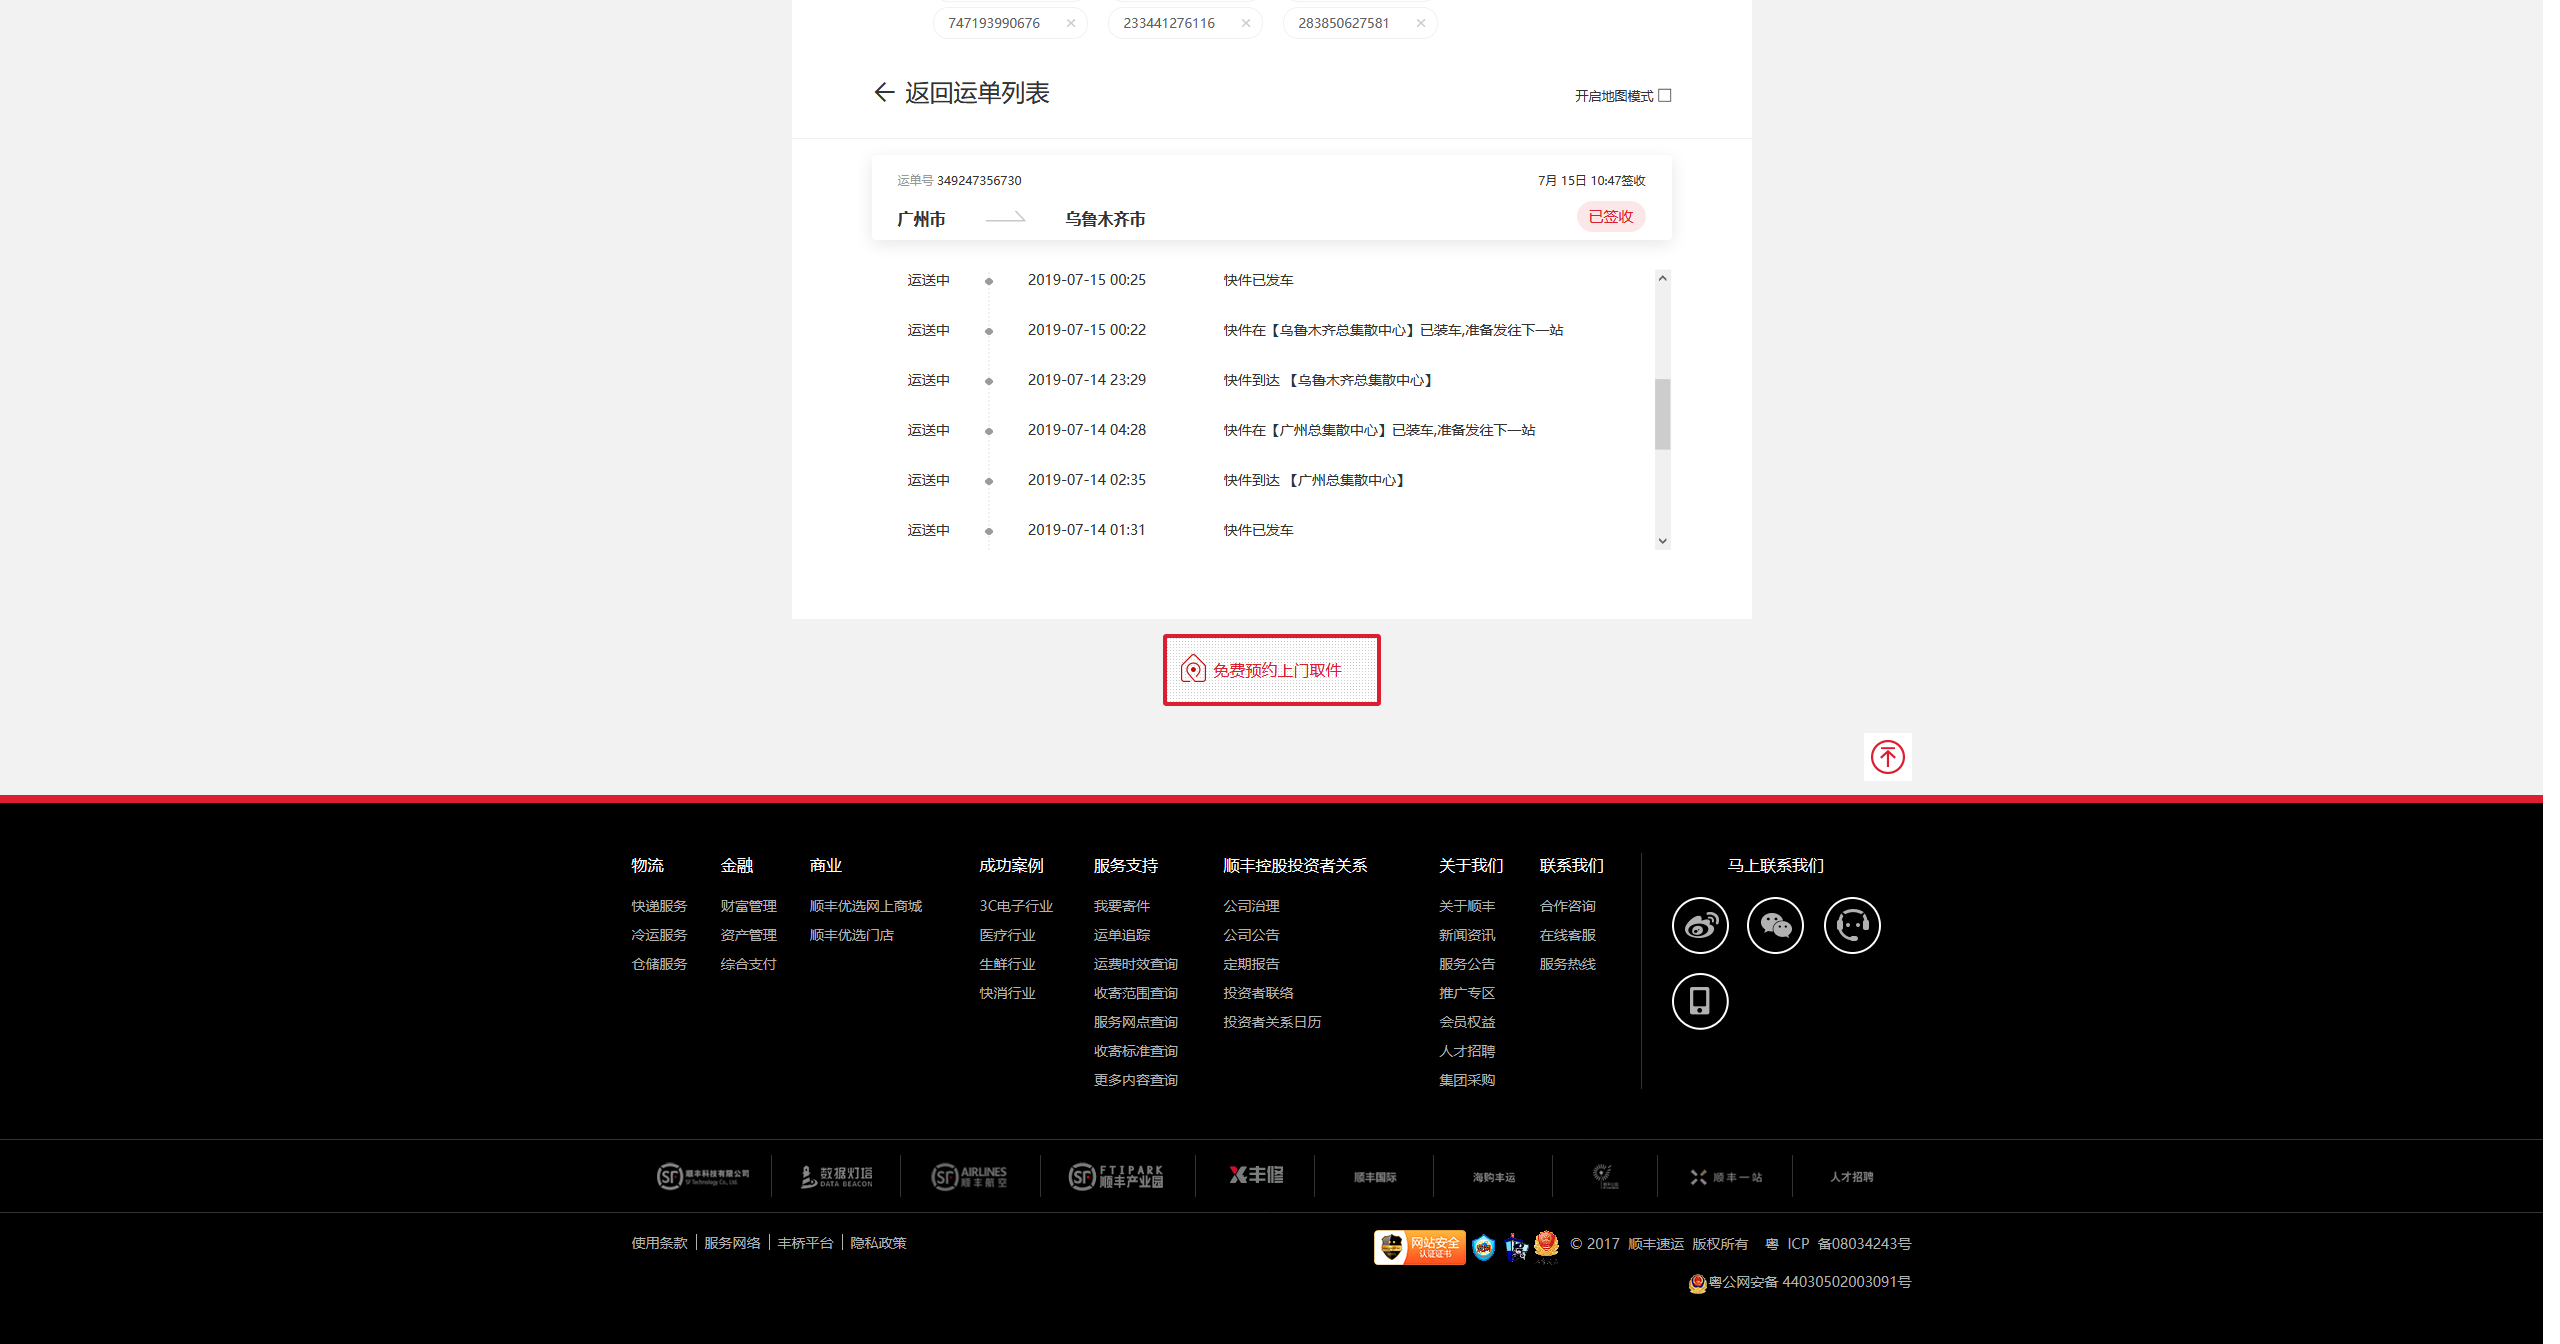 747193990676 × 233441276116 × 283850627581 ×
返回运单列表
开启地图模式
运单号 349247356730
7月 15日 10:47签收
广州市 乌鲁木齐市
已签收
运送中 2019-07-15 00:25 快件已发车
运送中 2019-07-15 00:22 快件在【乌鲁木齐总集散中心】已装车,准备发往下一站
运送中 2019-07-14 23:29 快件到达 【乌鲁木齐总集散中心】
运送中 2019-07-14 04:28 快件在【广州总集散中心】已装车,准备发往下一站
运送中 2019-07-14 02:35 快件到达 【广州总集散中心】
运送中 2019-07-14 01:31 快件已发车
免费预约上门取件
物流 金融 商业 成功案例 服务支持 顺丰控股投资者关系 关于我们 联系我们 马上联系我们
快递服务 财富管理 顺丰优选网上商城 3C电子行业 我要寄件 公司治理 关于顺丰 合作咨询
冷运服务 资产管理 顺丰优选门店 医疗行业 运单追踪 公司公告 新闻资讯 在线客服
仓储服务 综合支付 生鲜行业 运费时效查询 定期报告 服务公告 服务热线
快消行业 收寄范围查询 投资者联络 推广专区
服务网点查询 投资者关系日历 会员权益
收寄标准查询 人才招聘
更多内容查询 集团采购
SF 顺丰科技有限公司 SF Technology Co., Ltd.
数据灯塔 DATA BEACON
SF AIRLINES 顺丰航空
SF FTIPARK 顺丰产业园
丰修
顺丰国际
海购丰运
顺丰一站
人才招聘
使用条款 服务网络 丰桥平台 隐私政策
网站安全
认证证书
© 2017 顺丰速运 版权所有 粤 ICP 备08034243号
粤公网安备 44030502003091号